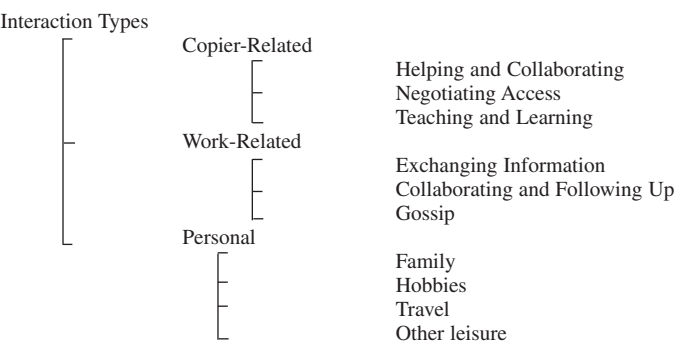 Interaction Types
Copier-Related
Helping and Collaborating
Negotiating Access
Teaching and Learning
Work-Related
Exchanging Information
Collaborating and Following Up
Gossip
Personal
Family
Hobbies
Travel
Other leisure